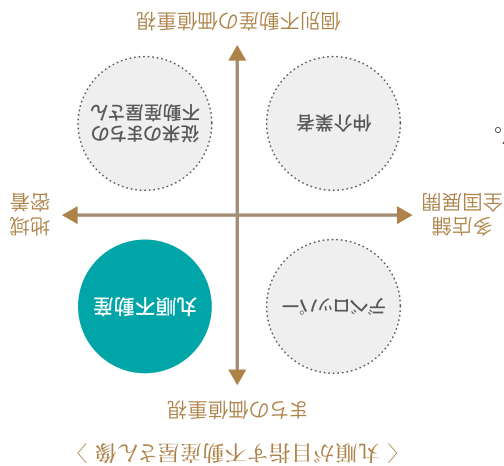 〈 丸順が目指す不動産屋さん像 〉
まちの価値重視
デベロッパー
丸順不動産
多店舗
全国展開
地域
密着
仲介業者
従来のまちの
不動産屋さん
個別不動産の価値重視